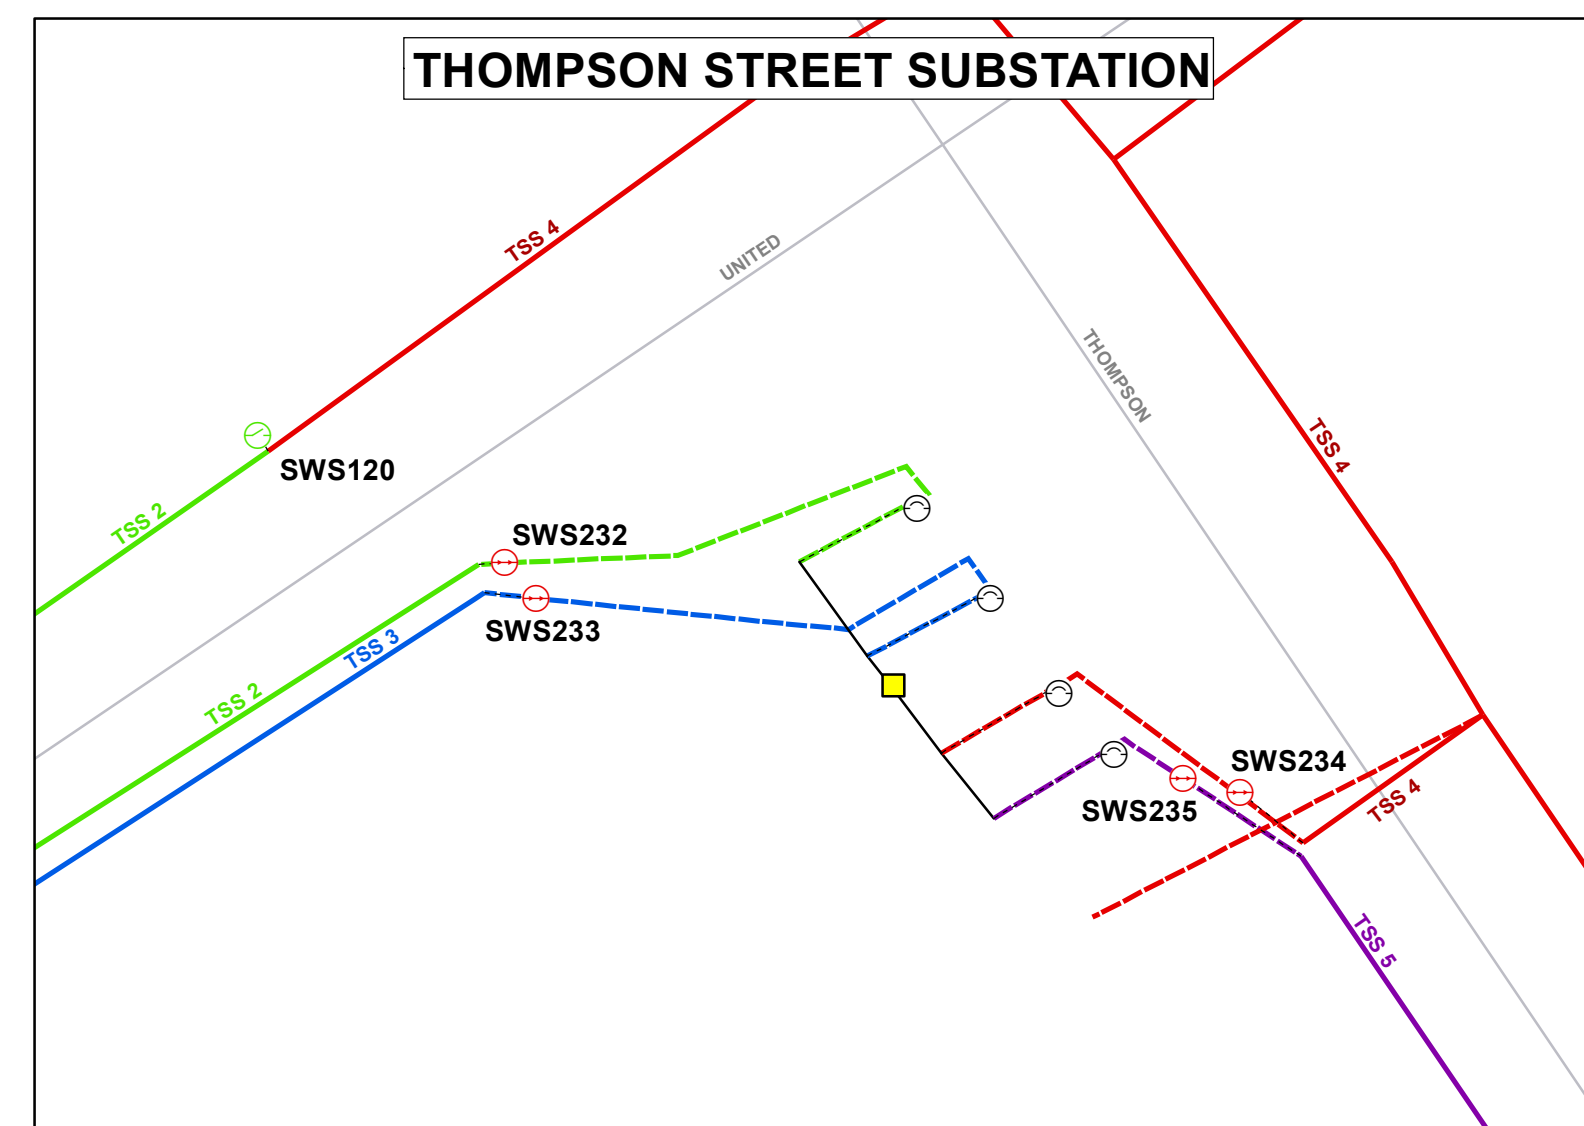 THOMPSON STREET SUBSTATION
TSS 4
UNITED
THOMPSON
TSS 4
SWS120
TSS 2
SWS232
SWS233
TSS 3
TSS 2
SWS234
SWS235
TSS 4
TSS 5